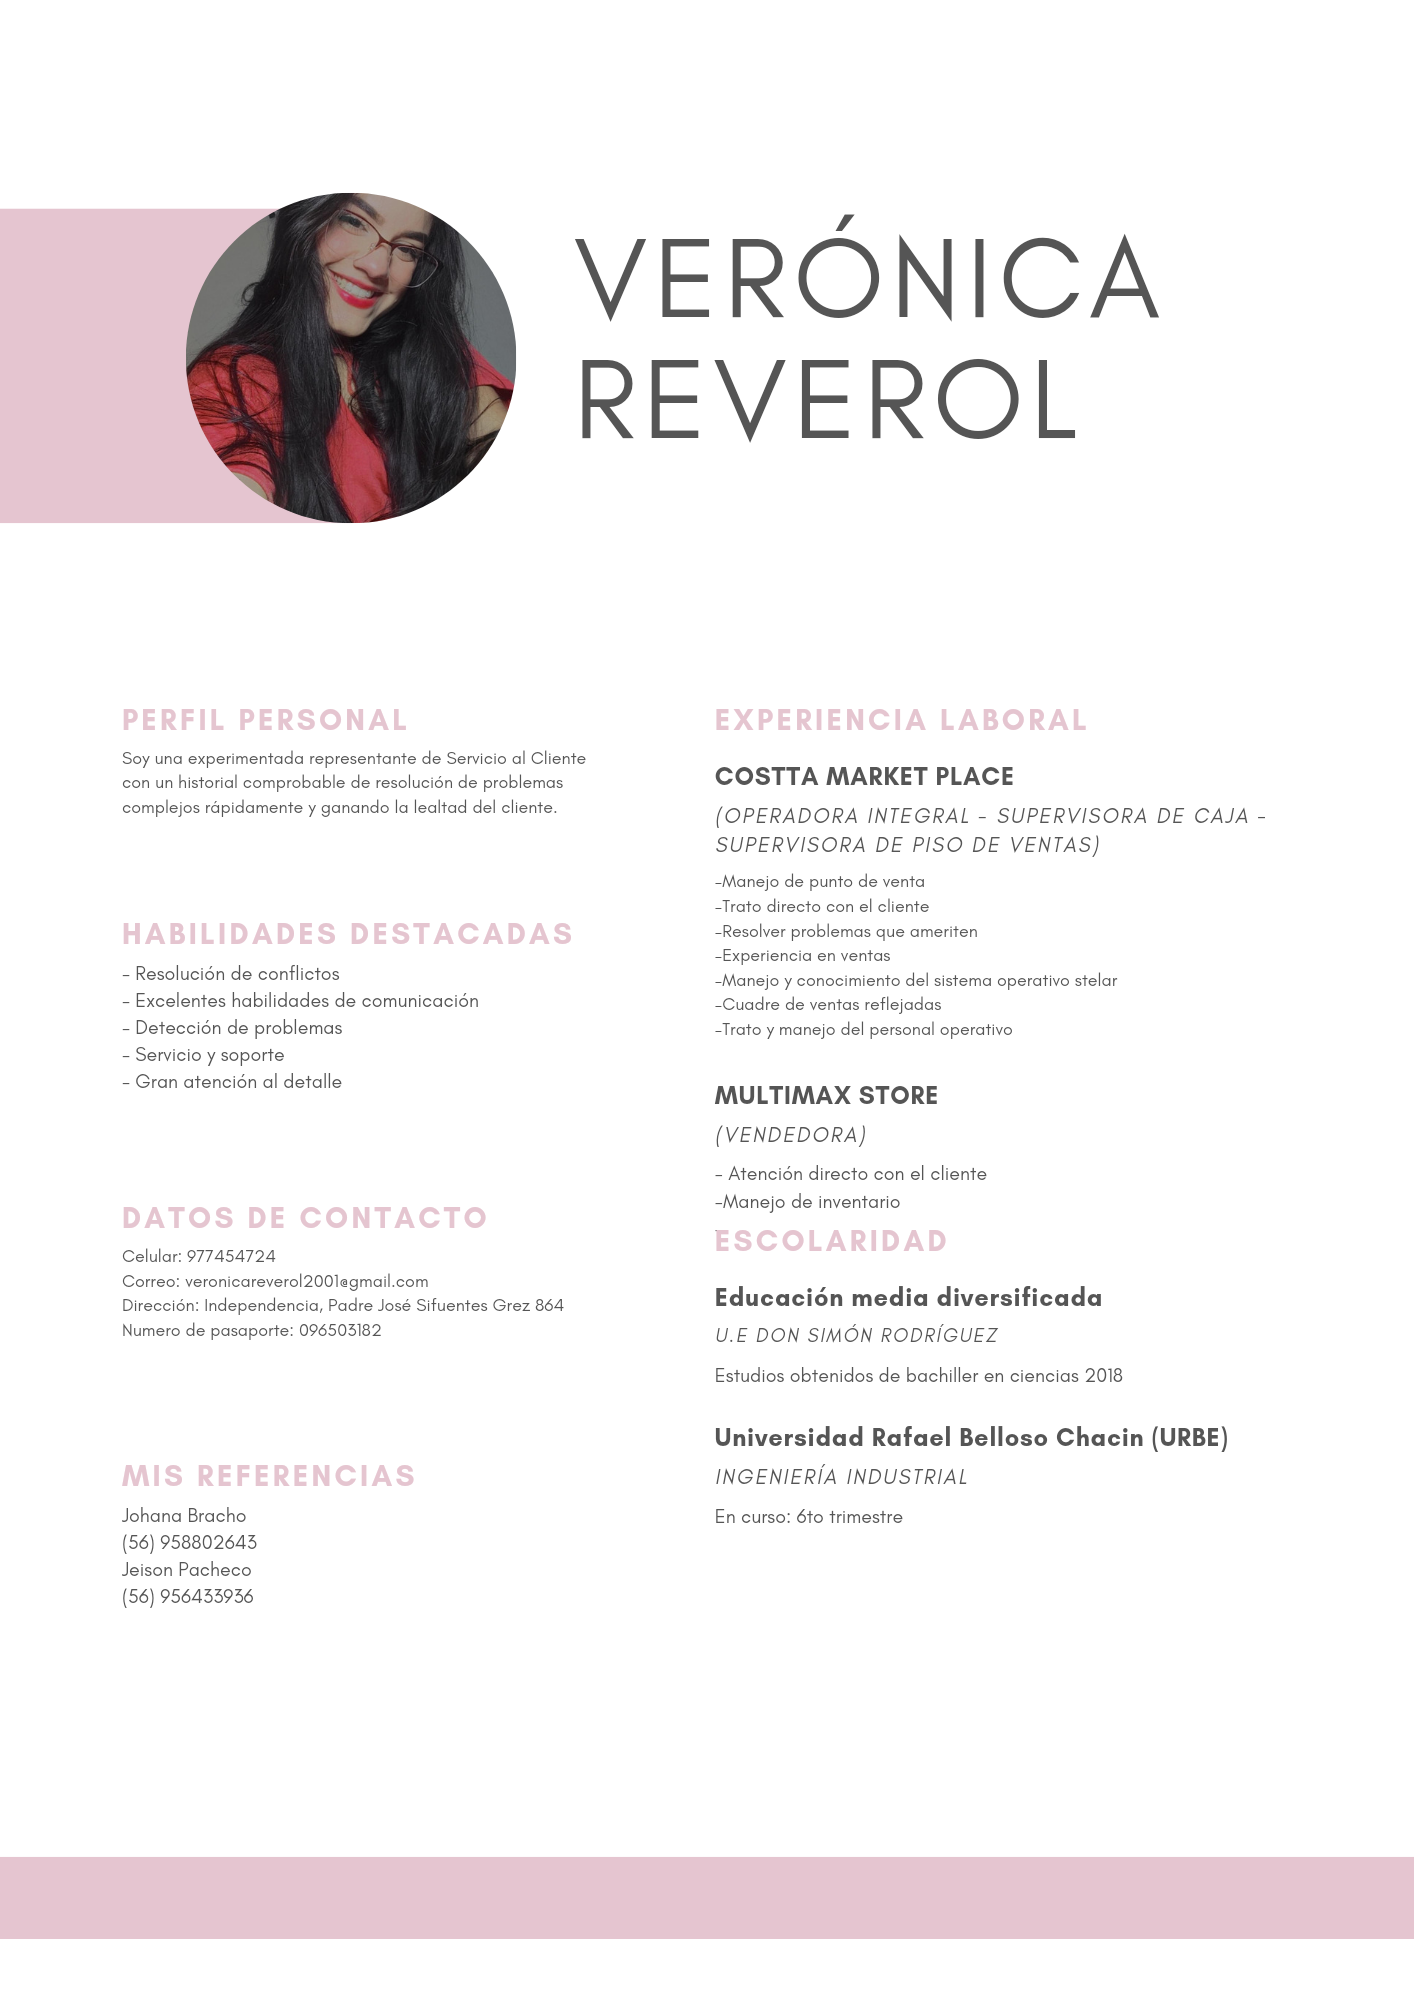 VERÓNICA
REVEROL
PERFIL PERSONAL
Soy una experimentada representante de Servicio al Cliente
con un historial comprobable de resolución de problemas
complejos rápidamente y ganando la lealtad del cliente.
HABILIDADES DESTACADAS
- Resolución de conflictos
- Excelentes habilidades de comunicación
- Detección de problemas
- Servicio y soporte
- Gran atención al detalle
DATOS DE CONTACTO
Celular: 977454724
Correo: veronicareverol2001@gmail.com
Dirección: Independencia, Padre José Sifuentes Grez 864
Numero de pasaporte: 096503182
MIS REFERENCIAS
Johana Bracho
(56) 958802643
Jeison Pacheco
(56) 956433936
EXPERIENCIA LABORAL
COSTTA MARKET PLACE
(OPERADORA INTEGRAL - SUPERVISORA DE CAJA -
SUPERVISORA DE PISO DE VENTAS)
-Manejo de punto de venta
-Trato directo con el cliente
-Resolver problemas que ameriten
-Experiencia en ventas
-Manejo y conocimiento del sistema operativo stelar
-Cuadre de ventas reflejadas
-Trato y manejo del personal operativo
MULTIMAX STORE
(VENDEDORA)
- Atención directo con el cliente
-Manejo de inventario
-
ESCOLARIDAD
Educación media diversificada
U.E DON SIMÓN RODRÍGUEZ
Estudios obtenidos de bachiller en ciencias 2018
Universidad Rafael Belloso Chacin (URBE)
INGENIERÍA INDUSTRIAL
En curso: 6to trimestre